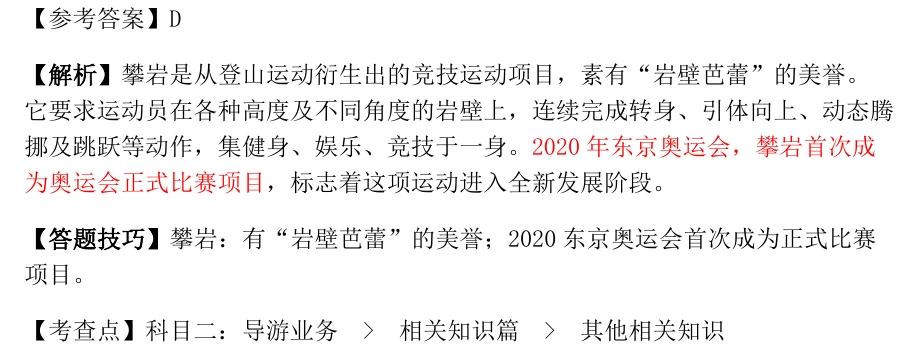 【参考答案】D
【解析】攀岩是从登山运动衍生出的竞技运动项目，素有“岩壁芭蕾”的美誉。
它要求运动员在各种高度及不同角度的岩壁上，连续完成转身、引体向上、动态腾
挪及跳跃等动作，集健身、娱乐、竞技于一身。2020 年东京奥运会，攀岩首次成
为奥运会正式比赛项目，标志着这项运动进入全新发展阶段。
【答题技巧】攀岩：有“岩壁芭蕾”的美誉；2020 东京奥运会首次成为正式比赛
项目。
【考查点】科目二：导游业务 > 相关知识篇 > 其他相关知识